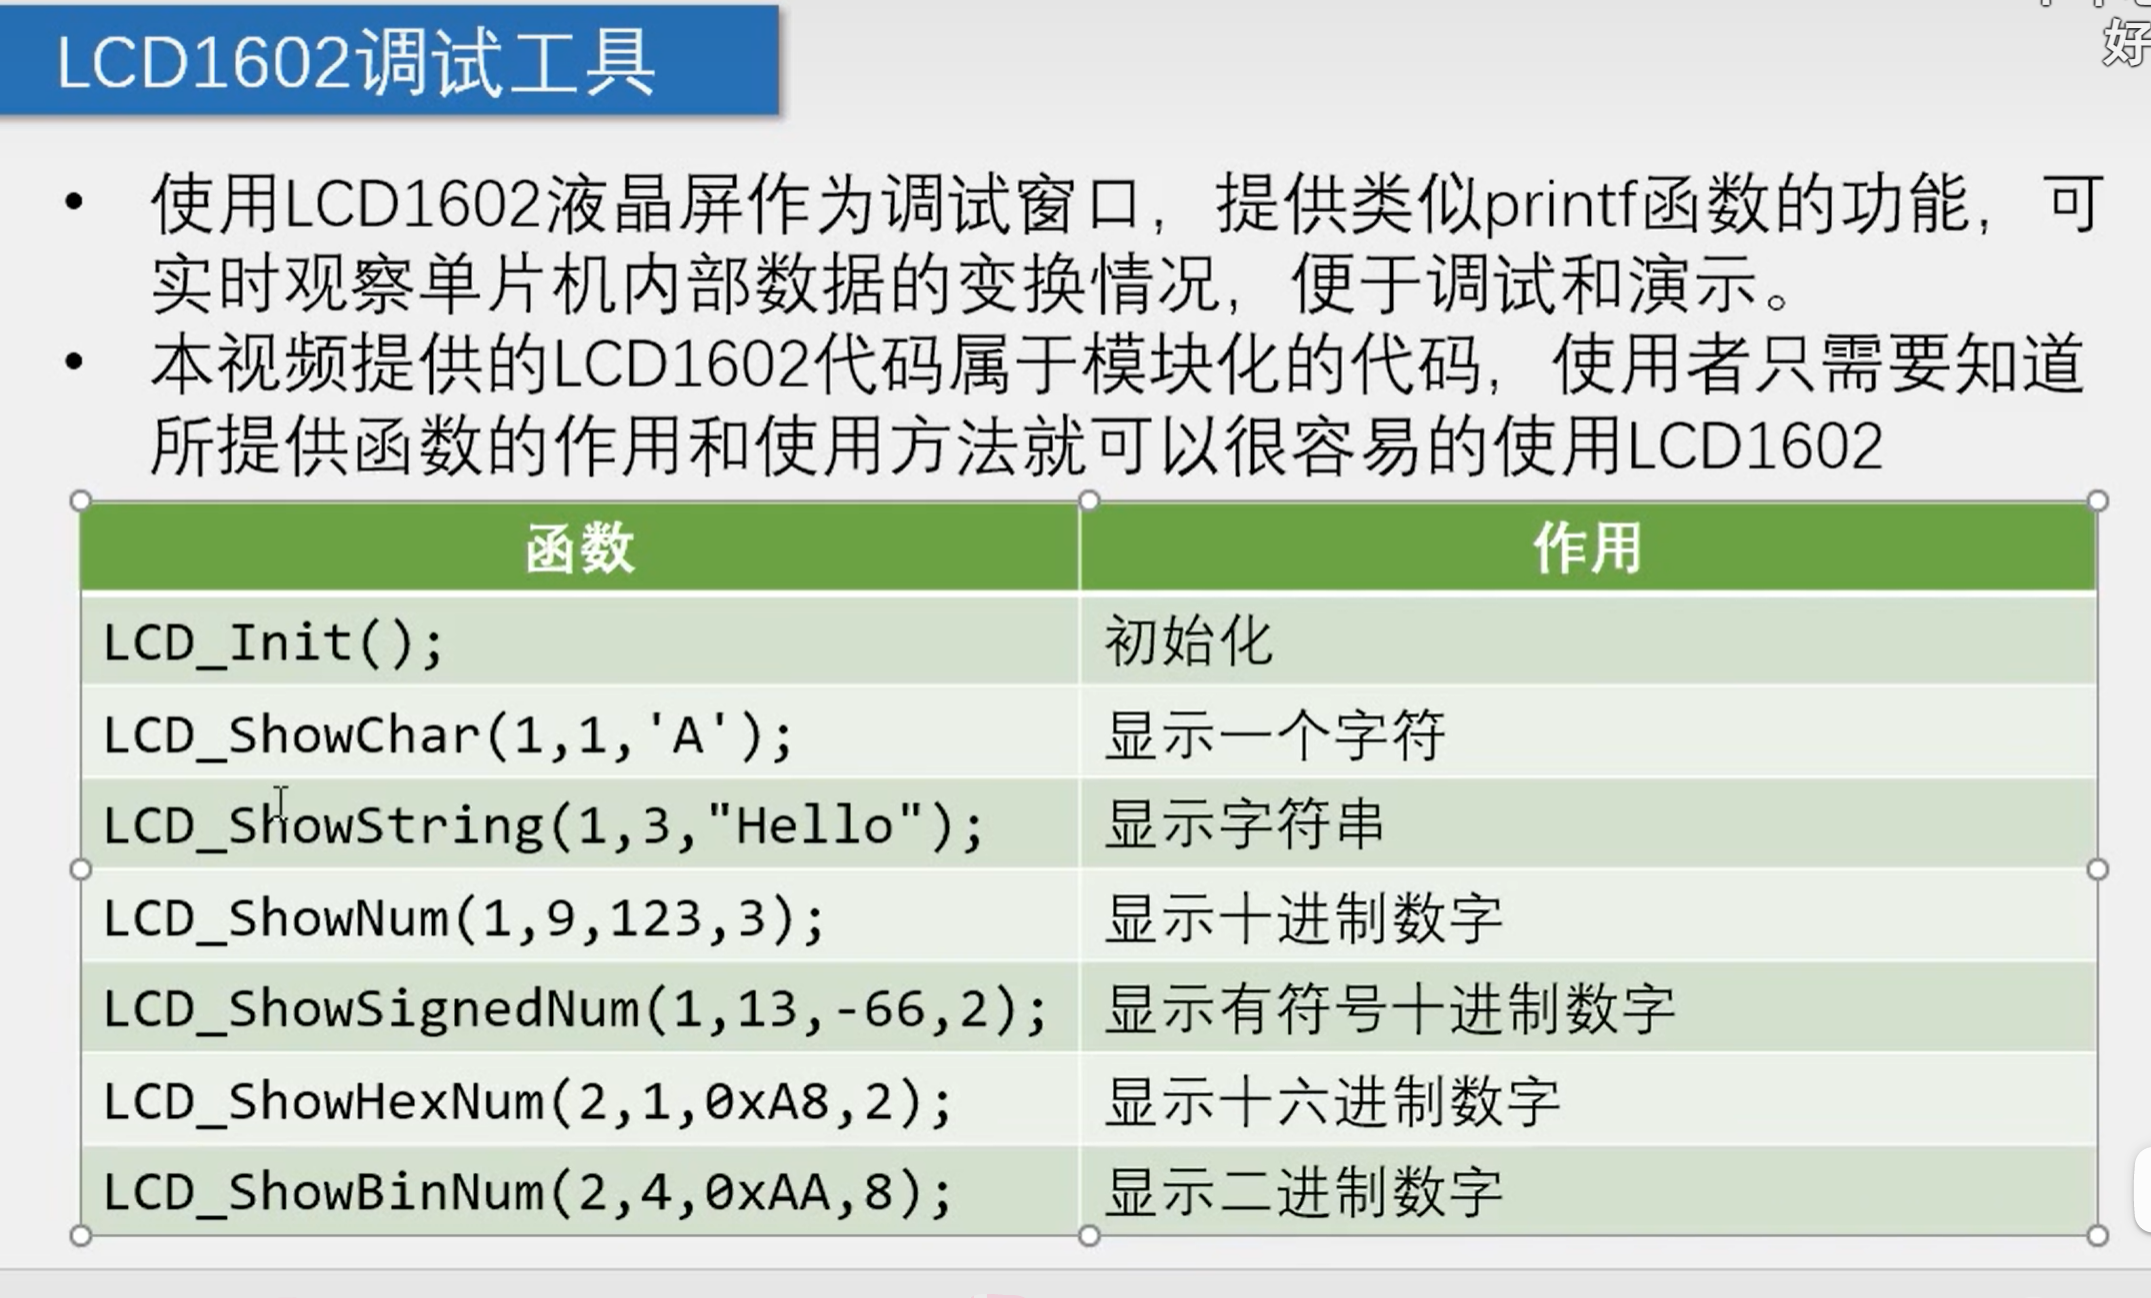 LCD1602调试工具
好
• 使用LCD1602液晶屏作为调试窗口，提供类似printf函数的功能，可
实时观察单片机内部数据的变换情况，便于调试和演示。
• 本视频提供的LCD1602代码属于模块化的代码，使用者只需要知道
所提供函数的作用和使用方法就可以很容易的使用LCD1602
函数 作用
LCD_Init(); 初始化
LCD_ShowChar(1,1,'A'); 显示一个字符
LCD_ShowString(1,3,"Hello"); 显示字符串
LCD_ShowNum(1,9,123,3); 显示十进制数字
LCD_ShowSignedNum(1,13,-66,2); 显示有符号十进制数字
LCD_ShowHexNum(2,1,0xA8,2); 显示十六进制数字
LCD_ShowBinNum(2,4,0xAA,8); 显示二进制数字